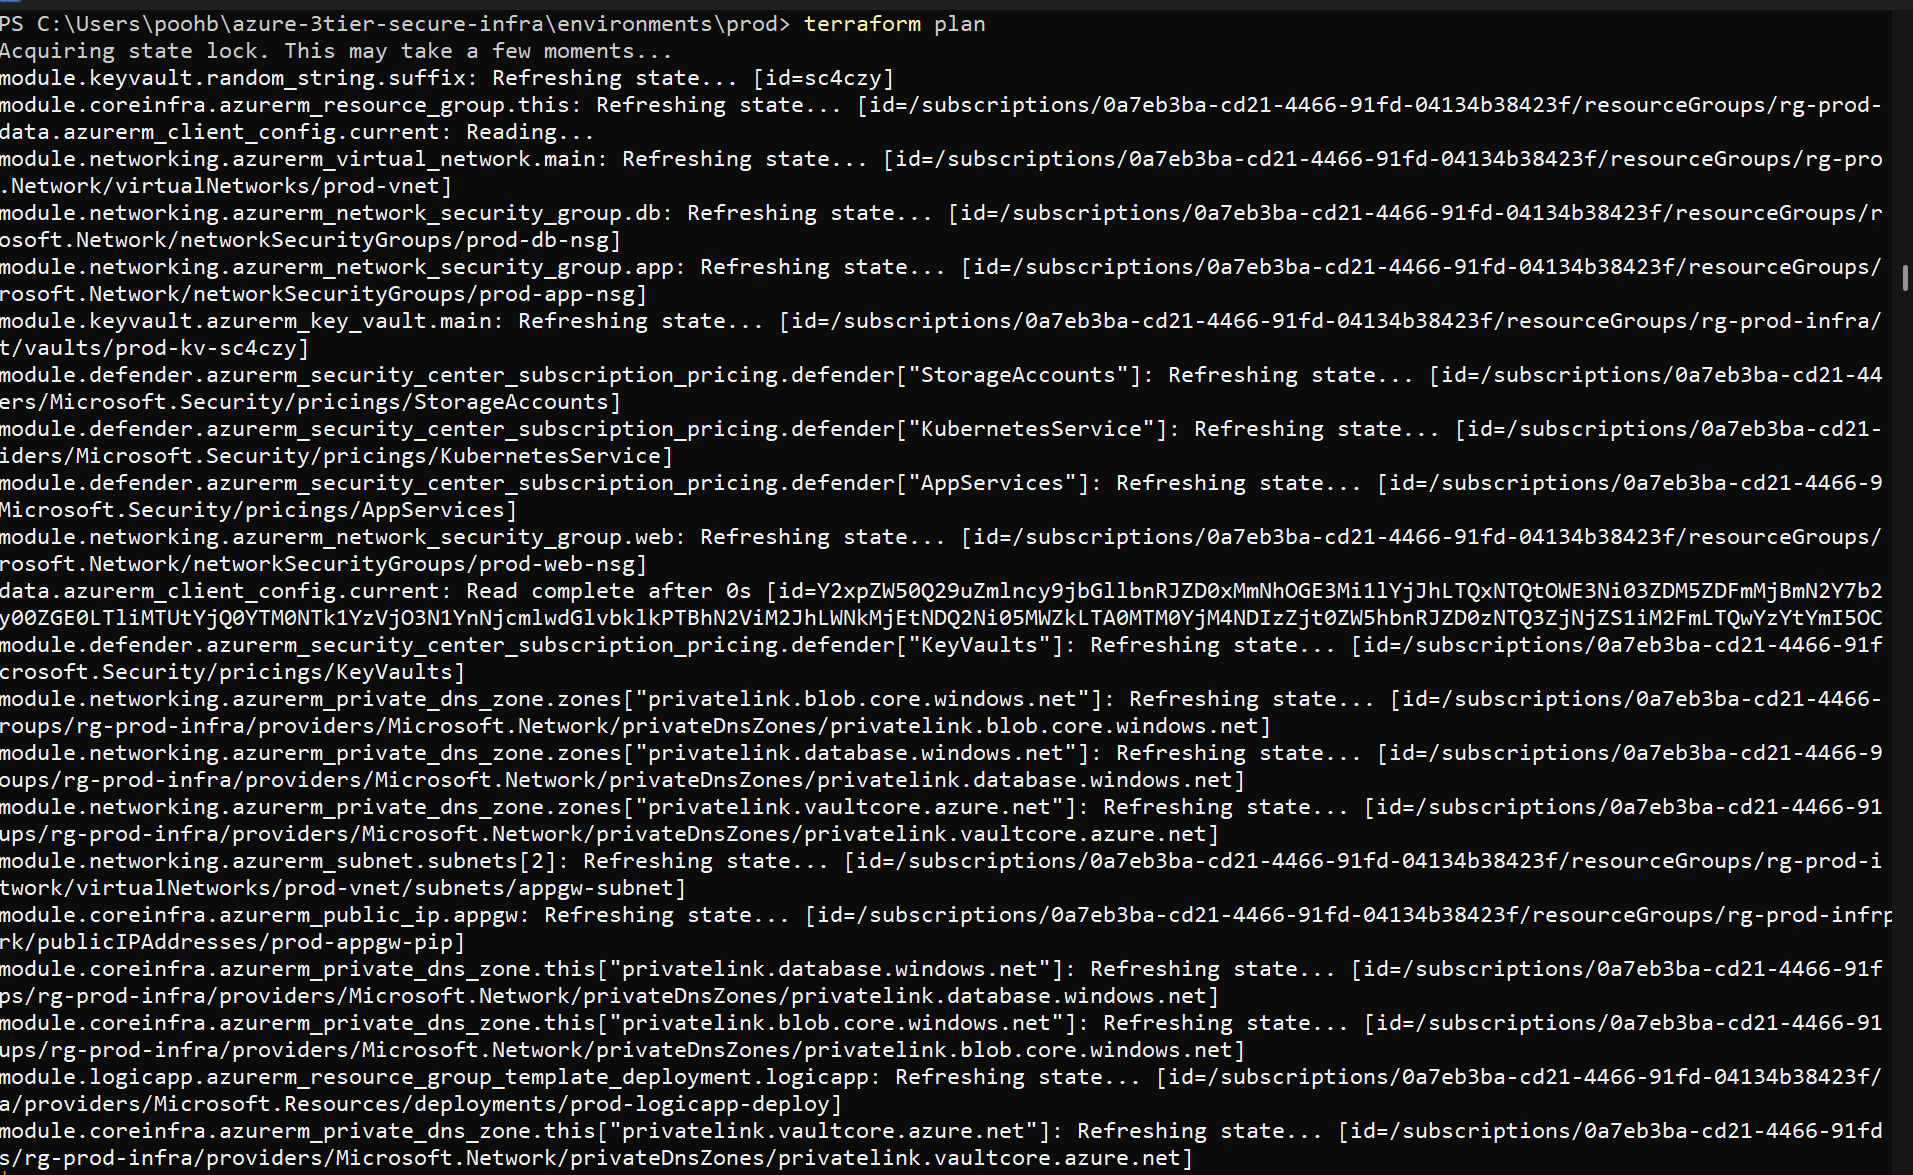 PS C:\Users\poohb\azure-3tier-secure-infra\environments\prod> terraform plan
Acquiring state lock. This may take a few moments...
module.keyvault.random_string.suffix: Refreshing state... [id=sc4czy]
module.coreinfra.azurerm_resource_group.this: Refreshing state... [id=/subscriptions/0a7eb3ba-cd21-4466-91fd-04134b38423f/resourceGroups/rg-prod-
data.azurerm_client_config.current: Reading...
module.networking.azurerm_virtual_network.main: Refreshing state... [id=/subscriptions/0a7eb3ba-cd21-4466-91fd-04134b38423f/resourceGroups/rg-pro
.Network/virtualNetworks/prod-vnet]
module.networking.azurerm_network_security_group.db: Refreshing state... [id=/subscriptions/0a7eb3ba-cd21-4466-91fd-04134b38423f/resourceGroups/r
osoft.Network/networkSecurityGroups/prod-db-nsg]
module.networking.azurerm_network_security_group.app: Refreshing state... [id=/subscriptions/0a7eb3ba-cd21-4466-91fd-04134b38423f/resourceGroups/
rosoft.Network/networkSecurityGroups/prod-app-nsg]
module.keyvault.azurerm_key_vault.main: Refreshing state... [id=/subscriptions/0a7eb3ba-cd21-4466-91fd-04134b38423f/resourceGroups/rg-prod-infra/
t/vaults/prod-kv-sc4czy]
module.defender.azurerm_security_center_subscription_pricing.defender["StorageAccounts"]: Refreshing state... [id=/subscriptions/0a7eb3ba-cd21-44
ers/Microsoft.Security/pricings/StorageAccounts]
module.defender.azurerm_security_center_subscription_pricing.defender["KubernetesService"]: Refreshing state... [id=/subscriptions/0a7eb3ba-cd21-
iders/Microsoft.Security/pricings/KubernetesService]
module.defender.azurerm_security_center_subscription_pricing.defender["AppServices"]: Refreshing state... [id=/subscriptions/0a7eb3ba-cd21-4466-9
Microsoft.Security/pricings/AppServices]
module.networking.azurerm_network_security_group.web: Refreshing state... [id=/subscriptions/0a7eb3ba-cd21-4466-91fd-04134b38423f/resourceGroups/
rosoft.Network/networkSecurityGroups/prod-web-nsg]
data.azurerm_client_config.current: Read complete after 0s [id=Y2xpZW50Q29uZmlncy9jbGllbnRJZD0xMmNhOGE3Mi1lYjJhLTQxNTQtOWE3Ni03ZDM5ZDFmMjBmN2Y7b2
y00ZGE0LTliMTUtYjQ0YTM0NTk1YzVjO3N1YnNjcmlwdGlvbklkPTBhN2ViM2JhLWNkMjEtNDQ2Ni05MWZkLTA0MTM0YjM4NDIzZjt0ZW5hbnRJZD0zNTQ3ZjNjZS1iM2FmLTQwYzYtYmI5OC
module.defender.azurerm_security_center_subscription_pricing.defender["KeyVaults"]: Refreshing state... [id=/subscriptions/0a7eb3ba-cd21-4466-91f
crosoft.Security/pricings/KeyVaults]
module.networking.azurerm_private_dns_zone.zones["privatelink.blob.core.windows.net"]: Refreshing state... [id=/subscriptions/0a7eb3ba-cd21-4466-
roups/rg-prod-infra/providers/Microsoft.Network/privateDnsZones/privatelink.blob.core.windows.net]
module.networking.azurerm_private_dns_zone.zones["privatelink.database.windows.net"]: Refreshing state... [id=/subscriptions/0a7eb3ba-cd21-4466-9
oups/rg-prod-infra/providers/Microsoft.Network/privateDnsZones/privatelink.database.windows.net]
module.networking.azurerm_private_dns_zone.zones["privatelink.vaultcore.azure.net"]: Refreshing state... [id=/subscriptions/0a7eb3ba-cd21-4466-91
ups/rg-prod-infra/providers/Microsoft.Network/privateDnsZones/privatelink.vaultcore.azure.net]
module.networking.azurerm_subnet.subnets[2]: Refreshing state... [id=/subscriptions/0a7eb3ba-cd21-4466-91fd-04134b38423f/resourceGroups/rg-prod-i
twork/virtualNetworks/prod-vnet/subnets/appgw-subnet]
module.coreinfra.azurerm_public_ip.appgw: Refreshing state... [id=/subscriptions/0a7eb3ba-cd21-4466-91fd-04134b38423f/resourceGroups/rg-prod-infrp
rk/publicIPAddresses/prod-appgw-pip]
module.coreinfra.azurerm_private_dns_zone.this["privatelink.database.windows.net"]: Refreshing state... [id=/subscriptions/0a7eb3ba-cd21-4466-91f
ps/rg-prod-infra/providers/Microsoft.Network/privateDnsZones/privatelink.database.windows.net]
module.coreinfra.azurerm_private_dns_zone.this["privatelink.blob.core.windows.net"]: Refreshing state... [id=/subscriptions/0a7eb3ba-cd21-4466-91
ups/rg-prod-infra/providers/Microsoft.Network/privateDnsZones/privatelink.blob.core.windows.net]
module.logicapp.azurerm_resource_group_template_deployment.logicapp: Refreshing state... [id=/subscriptions/0a7eb3ba-cd21-4466-91fd-04134b38423f/
a/providers/Microsoft.Resources/deployments/prod-logicapp-deploy]
module.coreinfra.azurerm_private_dns_zone.this["privatelink.vaultcore.azure.net"]: Refreshing state... [id=/subscriptions/0a7eb3ba-cd21-4466-91fd
s/rg-prod-infra/providers/Microsoft.Network/privateDnsZones/privatelink.vaultcore.azure.net]